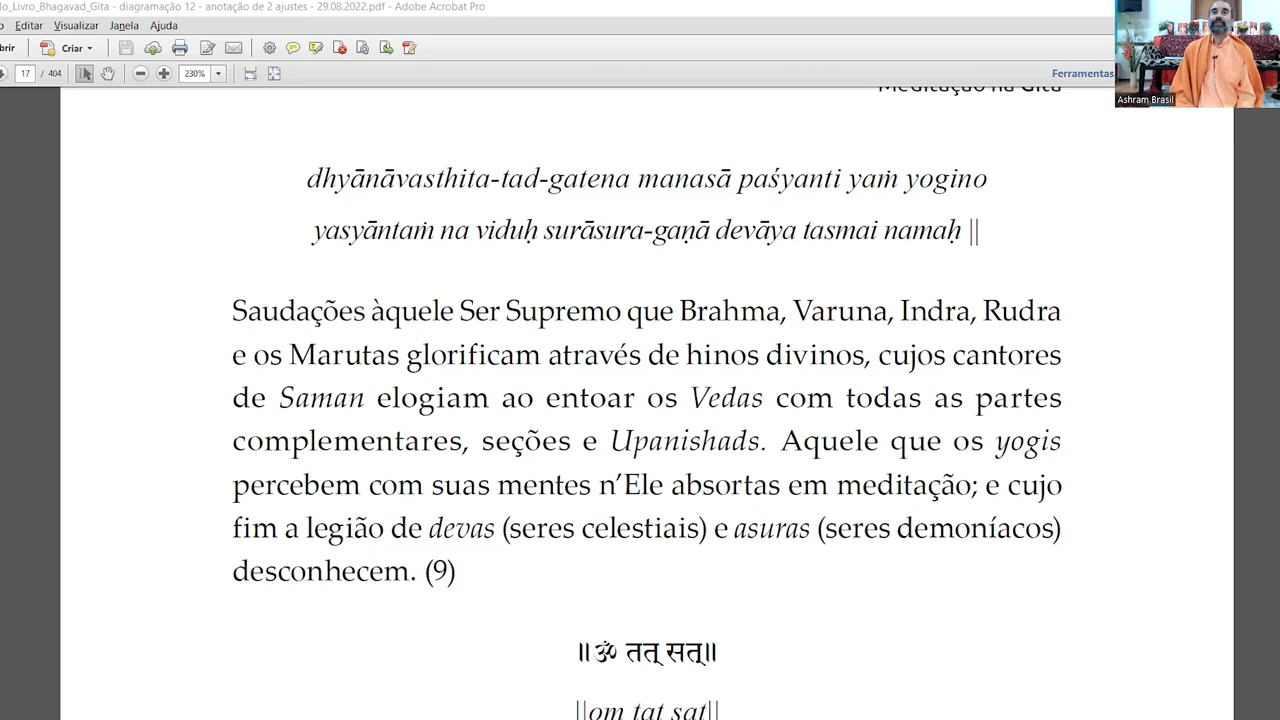 lo_Livro_Bhagavad_Gita - diagramação 12 - anotação de 2 ajustes - 29.08.2022.pdf - Adobe Acrobat Pro
Editar Visualizar Janela Ajuda
brir Criar
17 / 404 230% Ferramentas
Ashram Brasil
Meditação na Gita
dhyānāvasthita-tad-gatena manasā paśyanti yaṁ yogino
yasyāntaṁ na viduḥ surāsura-gaṇā devāya tasmai namaḥ ||
Saudações àquele Ser Supremo que Brahma, Varuna, Indra, Rudra
e os Marutas glorificam através de hinos divinos, cujos cantores
de Saman elogiam ao entoar os Vedas com todas as partes
complementares, seções e Upanishads. Aquele que os yogis
percebem com suas mentes n’Ele absortas em meditação; e cujo
fim a legião de devas (seres celestiais) e asuras (seres demoníacos)
desconhecem. (9)
॥ॐ तत् सत्॥
||om tat sat||